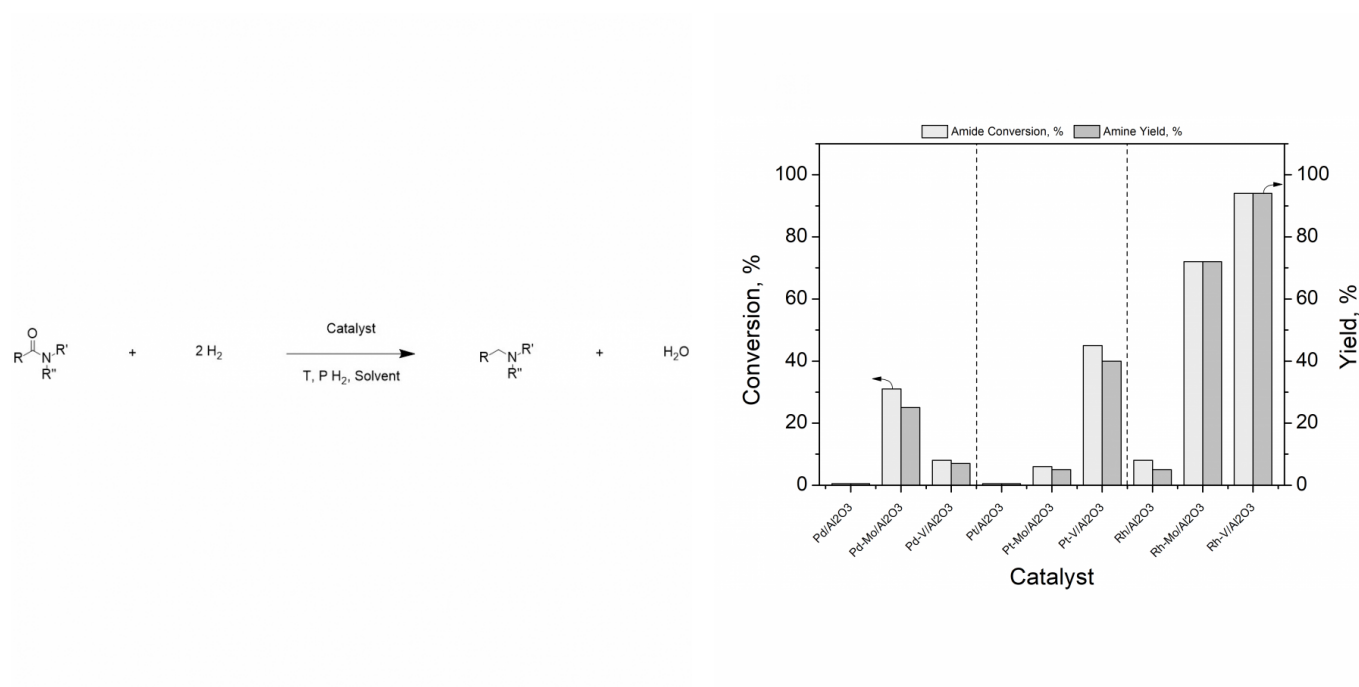 O
R
N
R'
R"
+
2 H2
Catalyst
T, P H2, Solvent
R
N
R'
R"
+
H2O
Amide Conversion, %
Amine Yield, %
Conversion, %
100
80
60
40
20
0
100
80
60
40
20
0
Yield, %
Pd/Al2O3
Pd-Mo/Al2O3
Pd-V//Al2O3
Pt/Al2O3
Pt-Mo/Al2O3
Pt-V/Al2O3
Rh/Al2O3
Rh-Mo/Al2O3
Rh-V/Al2O3
Catalyst